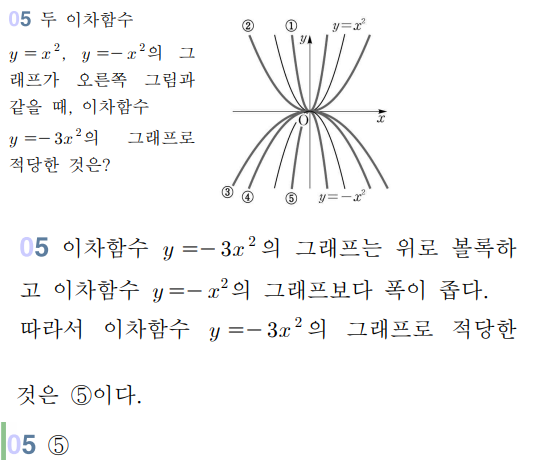 05 두 이차함수
y = x², y = - x²의 그
래프가 오른쪽 그림과
같을 때, 이차함수
y = - 3x²의 그래프로
적당한 것은?
② ① y = x²
y
O x
③ ④ ⑤ y = - x²
05 이차함수 y = - 3x²의 그래프는 위로 볼록하
고 이차함수 y = - x²의 그래프보다 폭이 좁다.
따라서 이차함수 y = - 3x²의 그래프로 적당한
것은 ⑤이다.
05 ⑤